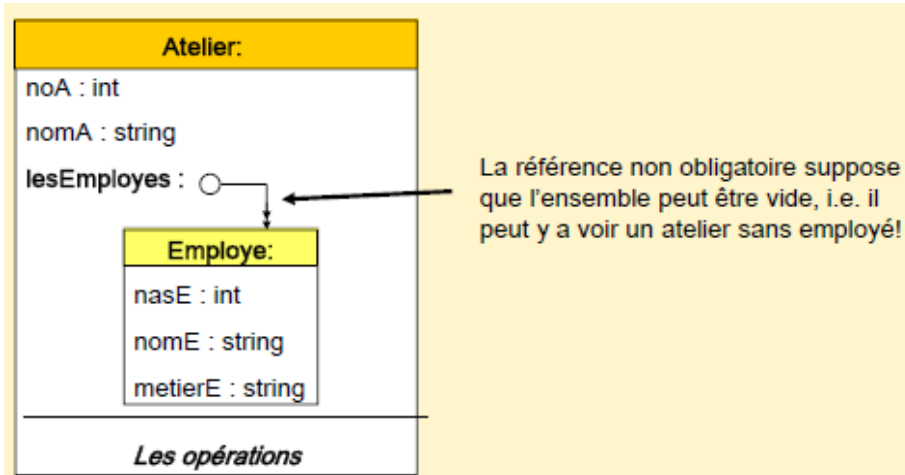 Atelier:
noA : int
nomA : string
lesEmployes :
Employe:
nasE : int
nomE : string
metierE : string
Les opérations
La référence non obligatoire suppose
que l'ensemble peut être vide, i.e. il
peut y a voir un atelier sans employé!